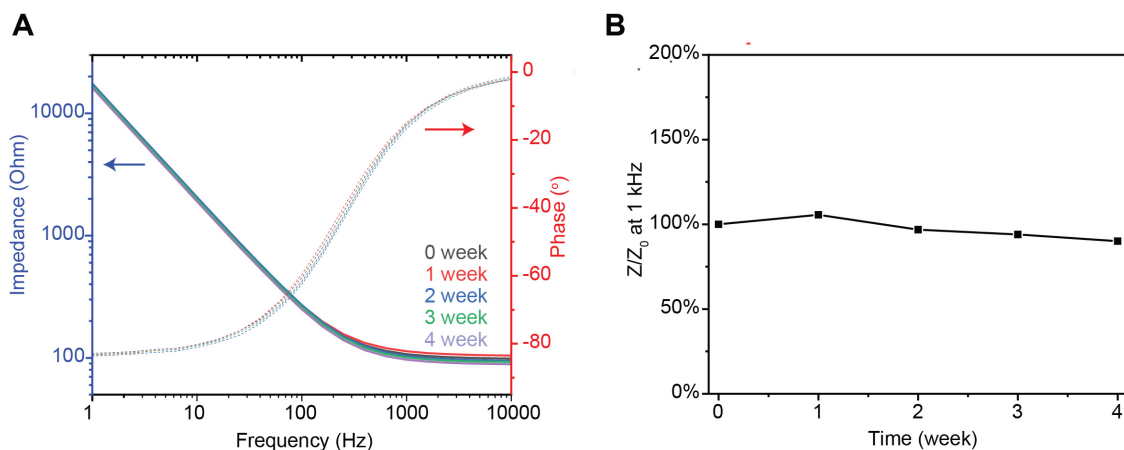 A
Impedance (Ohm)
10000
1000
100
1
10
100
1000
10000
Frequency (Hz)
0
-20
-40
-60
-80
Phase (°)
0 week
1 week
2 week
3 week
4 week
B
Z/Z₀ at 1 kHz
200%
150%
100%
50%
0%
0
1
2
3
4
Time (week)